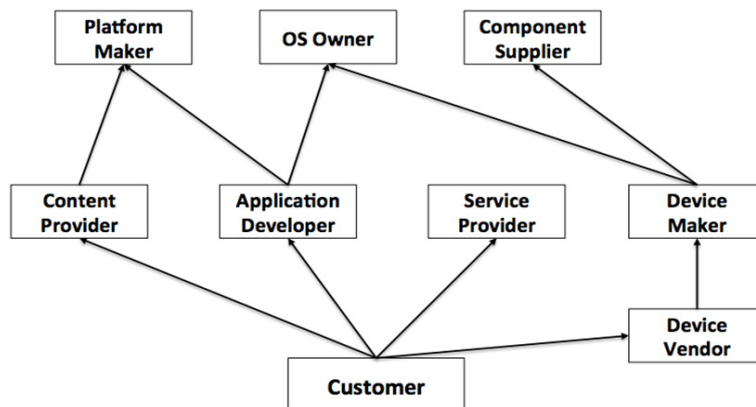 Platform
Maker
OS Owner
Component
Supplier
Content
Provider
Application
Developer
Service
Provider
Device
Maker
Device
Vendor
Customer